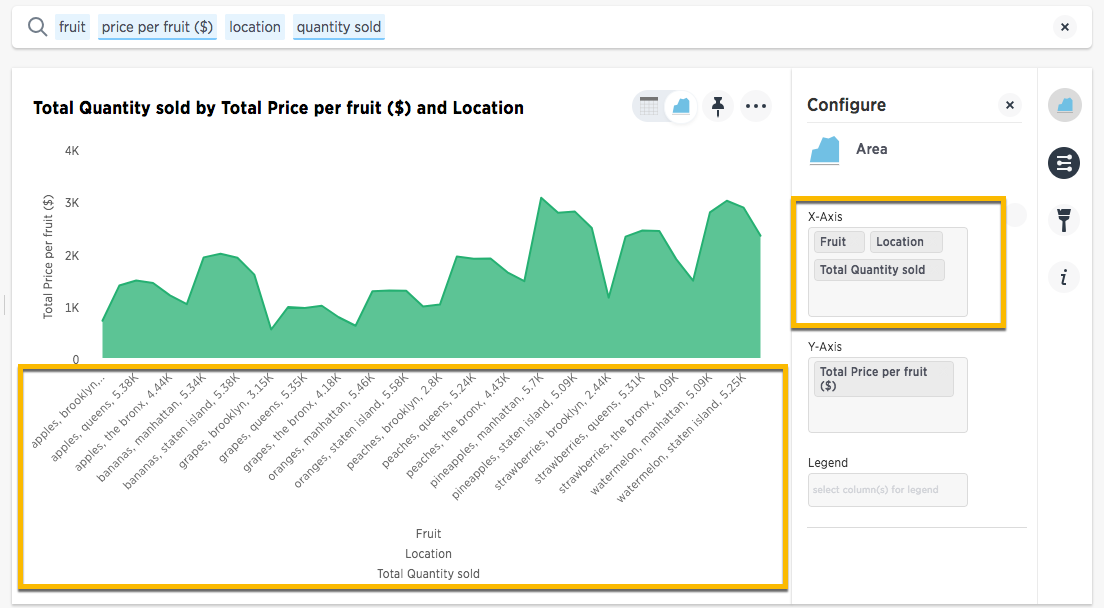 fruit price per fruit ($) location quantity sold
Total Quantity sold by Total Price per fruit ($) and Location
4K
3K
2K
1K
0
Total Price per fruit ($)
apples, brooklyn,...
apples, queens, 5.38K
apples, the bronx, 4.44K
bananas, manhattan, 5.34K
bananas, staten island, 5.38K
grapes, brooklyn, 3.15K
grapes, queens, 5.35K
grapes, the bronx, 4.18K
oranges, manhattan, 5.46K
oranges, staten island, 5.58K
peaches, brooklyn, 2.8K
peaches, queens, 5.24K
peaches, the bronx, 4.43K
pineapples, manhattan, 5.7K
pineapples, staten island, 5.09K
strawberries, brooklyn, 2.44K
strawberries, queens, 5.31K
strawberries, the bronx, 4.09K
watermelon, manhattan, 5.09K
watermelon, staten island, 5.25K
Fruit
Location
Total Quantity sold
Configure
Area
X-Axis
Fruit Location
Total Quantity sold
Y-Axis
Total Price per fruit
($)
Legend
select column(s) for legend